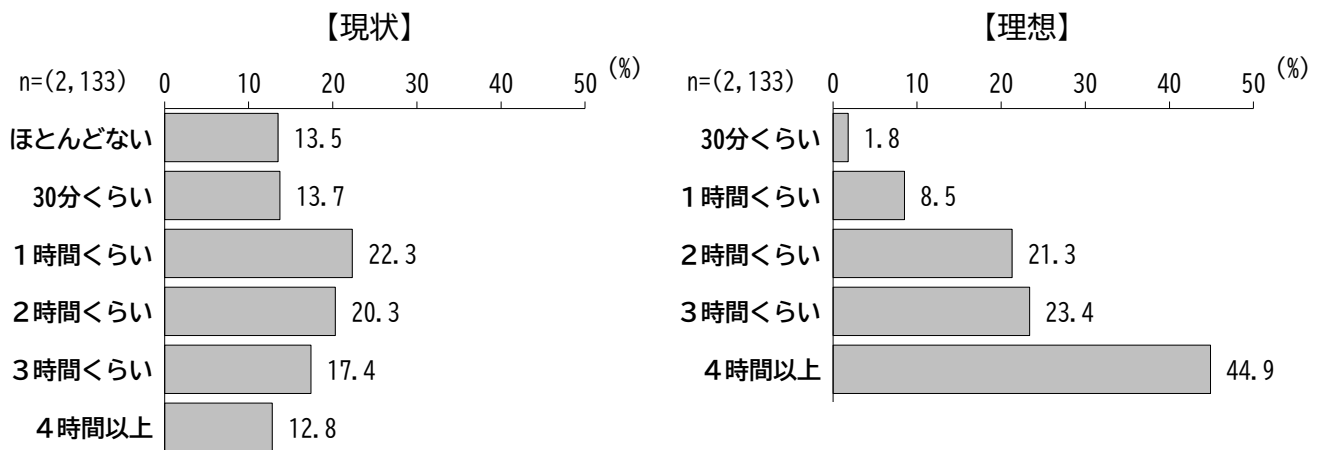 【現状】
n=(2,133) 0 10 20 30 40 50 (%)
ほとんどない 13.5
30分くらい 13.7
1時間くらい 22.3
2時間くらい 20.3
3時間くらい 17.4
4時間以上 12.8
【理想】
n=(2,133) 0 10 20 30 40 50 (%)
30分くらい 1.8
1時間くらい 8.5
2時間くらい 21.3
3時間くらい 23.4
4時間以上 44.9